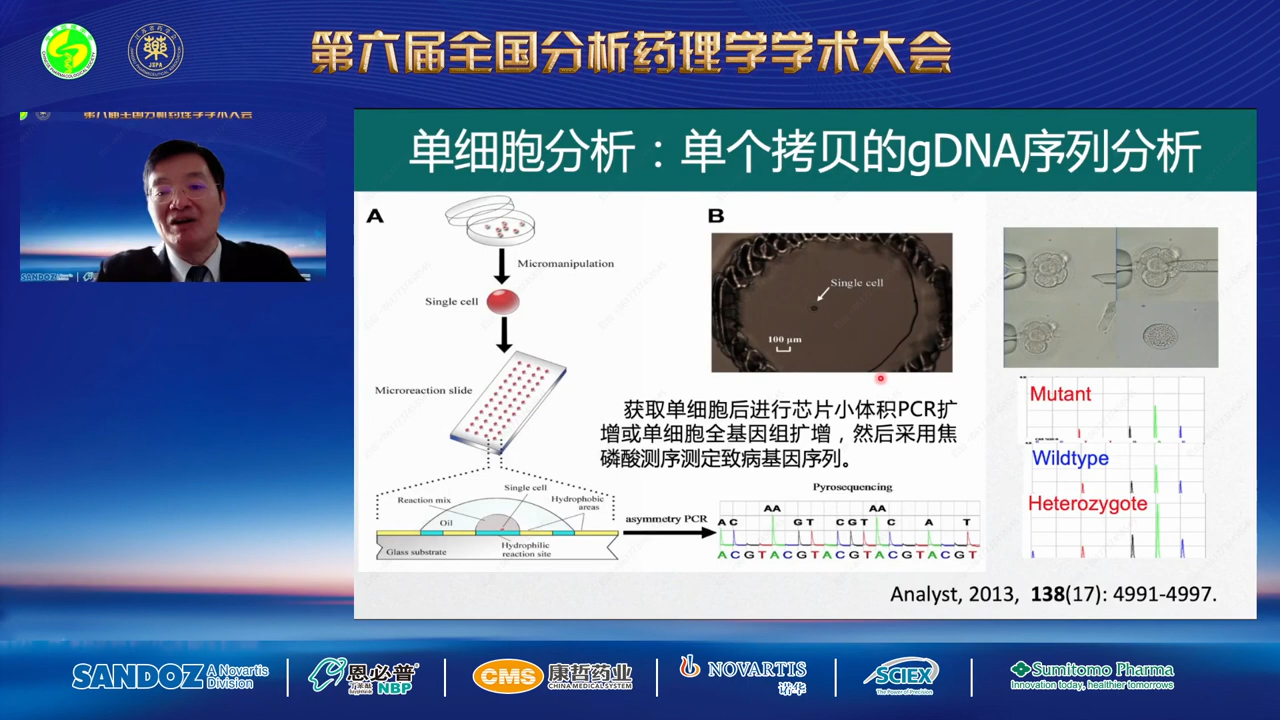 第六届全国分析药理学学术大会
单细胞分析：单个拷贝的gDNA序列分析
A
Micromanipulation
Single cell
Microreaction slide
Reaction mix
Single cell
Hydrophobic
areas
Oil
Glass substrate
Hydrophilic
reaction site
asymmetry PCR
B
Single cell
100 μm
获取单细胞后进行芯片小体积PCR扩
增或单细胞全基因组扩增，然后采用焦
磷酸测序测定致病基因序列。
Pyrosequencing
AA AA
A C G T C G T C A T
A C G T A C G T A C G T A C G T A C G T
Mutant
Wildtype
Heterozygote
Analyst, 2013, 138(17): 4991-4997.
SANDOZ A Novartis
Division
恩必普
NBP
CMS 康哲药业
CHINA MEDICAL SYSTEM
NOVARTIS
诺华
SCIEX
The Power of Precision
Sumitomo Pharma
Innovation today, healthier tomorrows